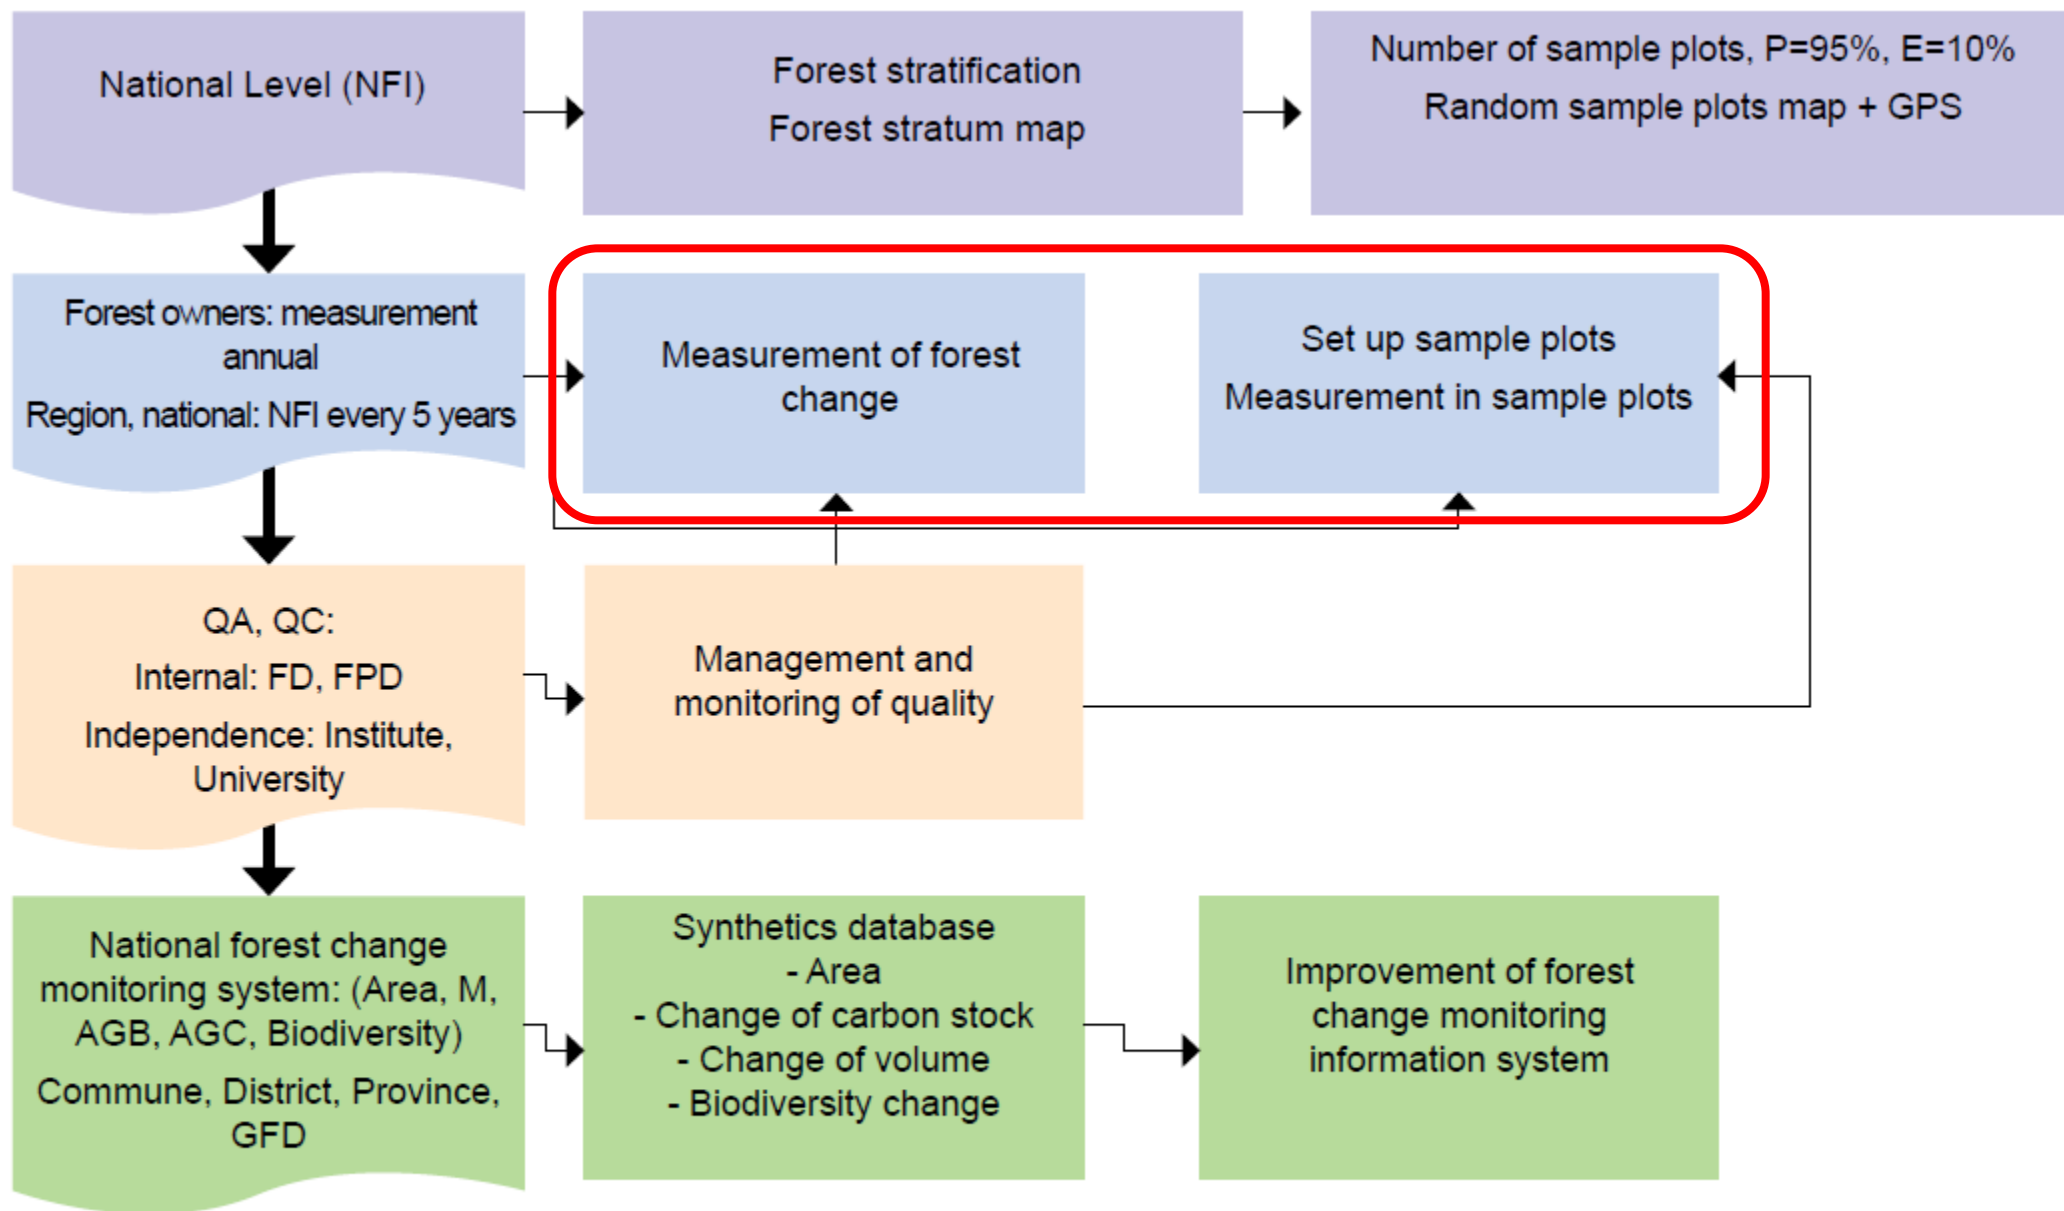 National Level (NFI)
Forest stratification
Forest stratum map
Number of sample plots, P=95%, E=10%
Random sample plots map + GPS
Forest owners: measurement
annual
Region, national: NFI every 5 years
Measurement of forest
change
Set up sample plots
Measurement in sample plots
QA, QC:
Internal: FD, FPD
Independence: Institute,
University
Management and
monitoring of quality
National forest change
monitoring system: (Area, M,
AGB, AGC, Biodiversity)
Commune, District, Province,
GFD
Synthetics database
- Area
- Change of carbon stock
- Change of volume
- Biodiversity change
Improvement of forest
change monitoring
information system